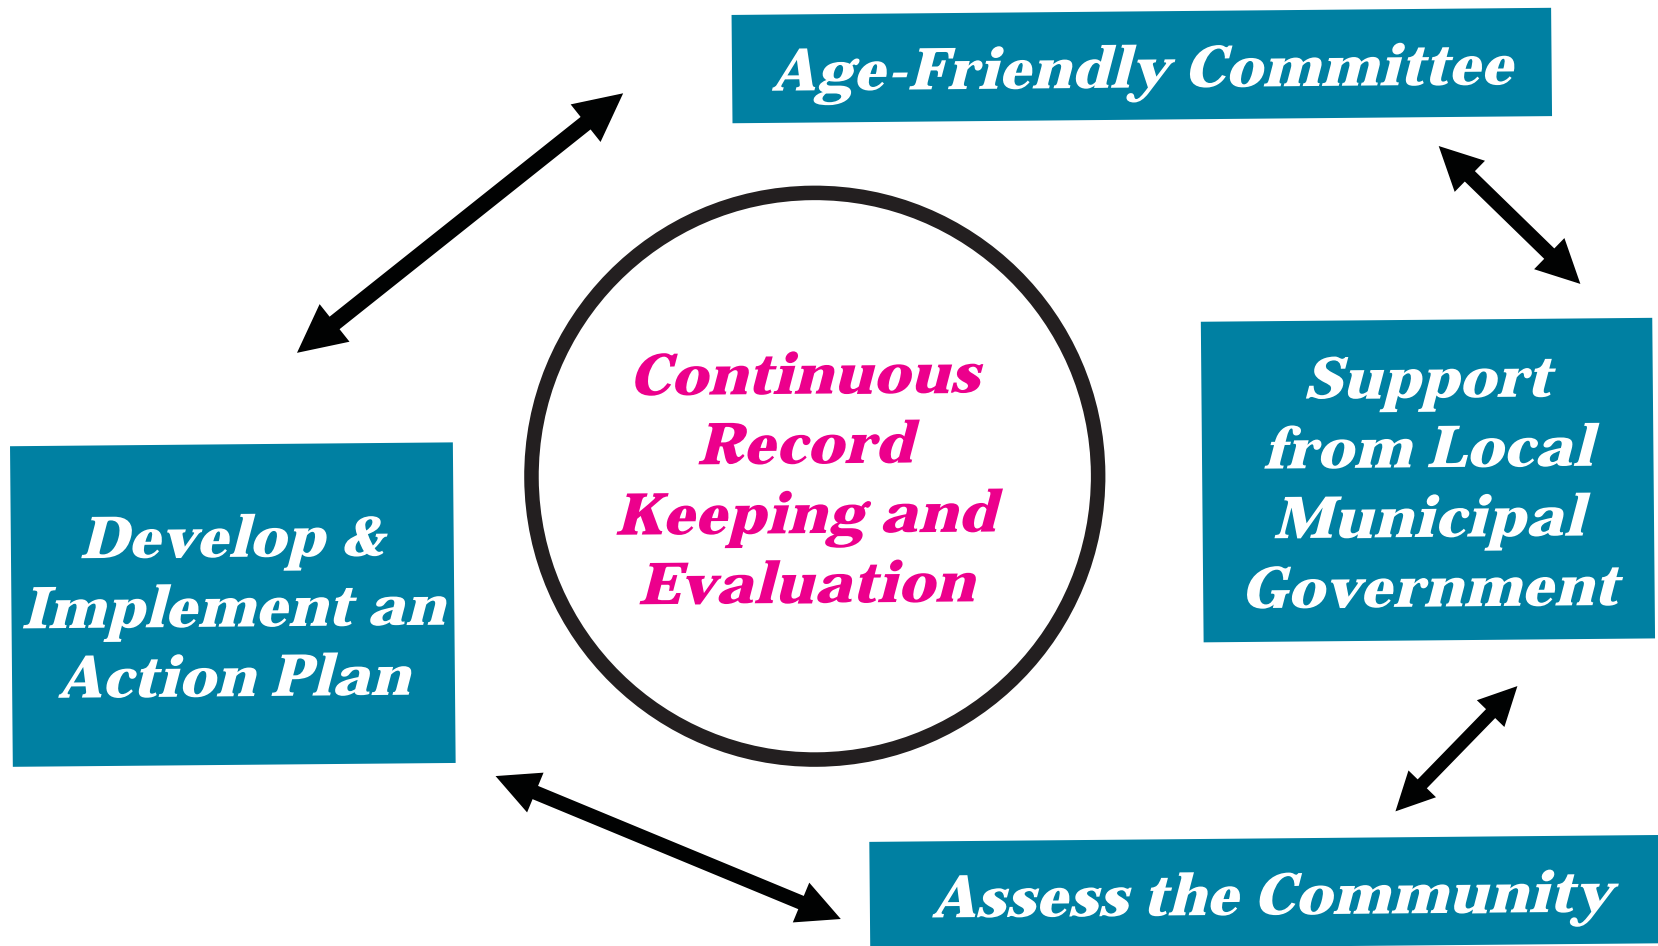 Age-Friendly Committee
Continuous
Record
Keeping and
Evaluation
Support
from Local
Municipal
Government
Develop &
Implement an
Action Plan
Assess the Community